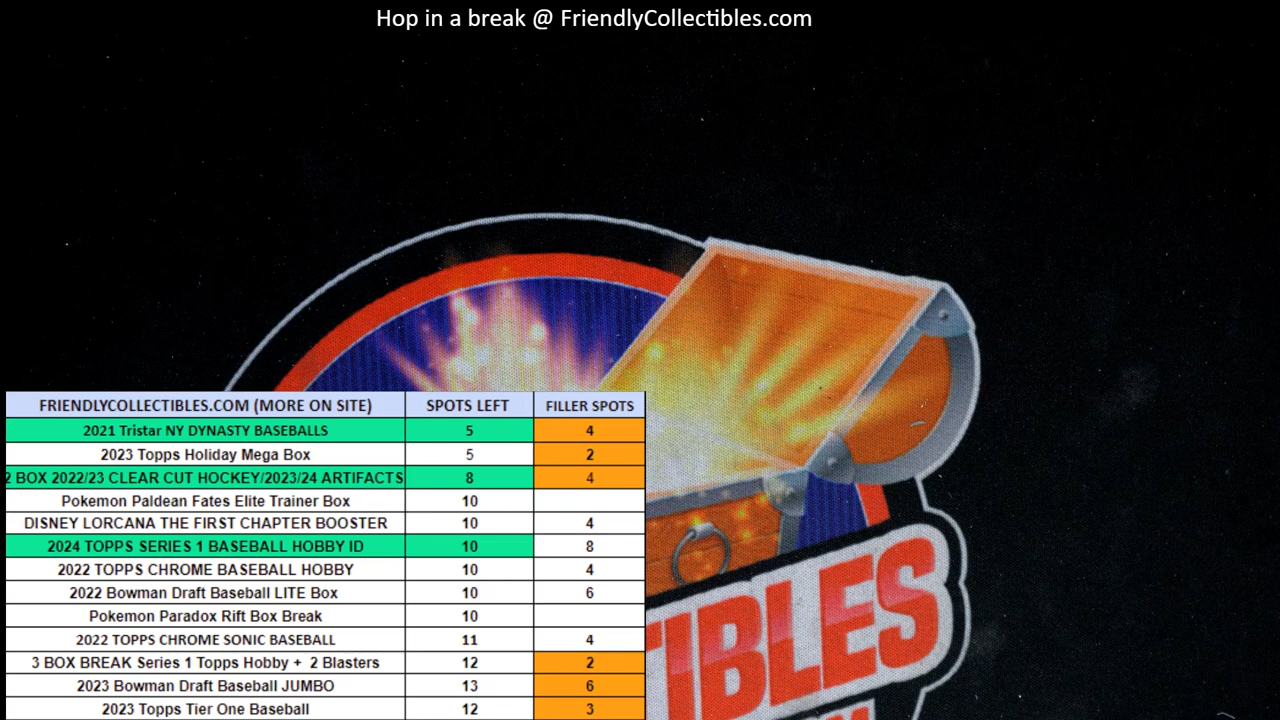 Hop in a break @ FriendlyCollectibles.com
FRIENDLYCOLLECTIBLES.COM (MORE ON SITE) SPOTS LEFT FILLER SPOTS
2021 Tristar NY DYNASTY BASEBALLS 5 4
2023 Topps Holiday Mega Box 5 2
2 BOX 2022/23 CLEAR CUT HOCKEY/2023/24 ARTIFACTS 8 4
Pokemon Paldean Fates Elite Trainer Box 10
DISNEY LORCANA THE FIRST CHAPTER BOOSTER 10 4
2024 TOPPS SERIES 1 BASEBALL HOBBY ID 10 8
2022 TOPPS CHROME BASEBALL HOBBY 10 4
2022 Bowman Draft Baseball LITE Box 10 6
Pokemon Paradox Rift Box Break 10
2022 TOPPS CHROME SONIC BASEBALL 11 4
3 BOX BREAK Series 1 Topps Hobby + 2 Blasters 12 2
2023 Bowman Draft Baseball JUMBO 13 6
2023 Topps Tier One Baseball 12 3
TIBLES